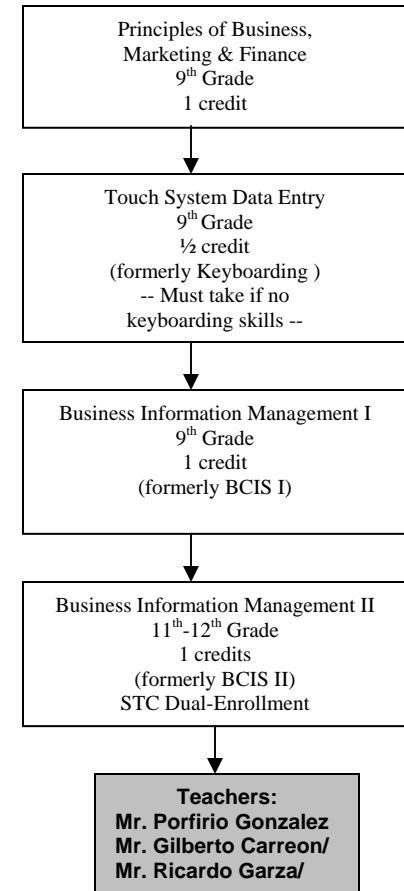 Principles of Business,
Marketing & Finance
9th Grade
1 credit
Touch System Data Entry
9th Grade
½ credit
(formerly Keyboarding )
-- Must take if no
keyboarding skills --
Business Information Management I
9th Grade
1 credit
(formerly BCIS I)
Business Information Management II
11th-12th Grade
1 credits
(formerly BCIS II)
STC Dual-Enrollment
Teachers:
Mr. Porfirio Gonzalez
Mr. Gilberto Carreon/
Mr. Ricardo Garza/